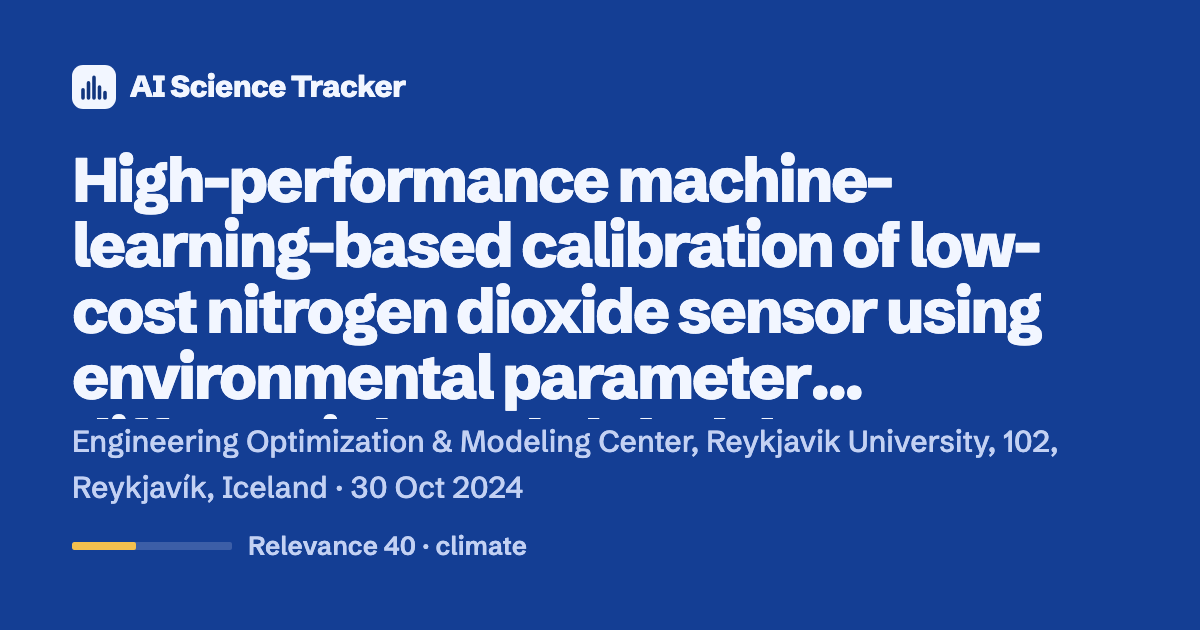 AI Science Tracker
High-performance machine-
learning-based calibration of low-
cost nitrogen dioxide sensor using
environmental parameter...
Engineering Optimization & Modeling Center, Reykjavik University, 102,
Reykjavík, Iceland · 30 Oct 2024
Relevance 40 · climate